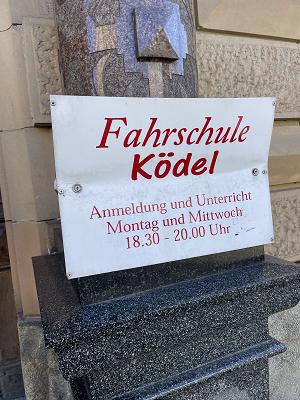 Fahrschule
Ködel
Anmeldung und Unterricht
Montag und Mittwoch
18.30 - 20.00 Uhr